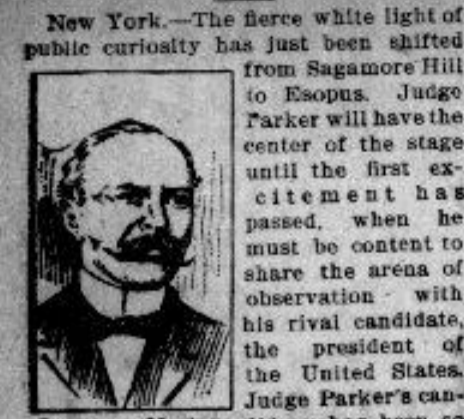 New York.—The fierce white light of
public curiosity has just been shifted
from Sagamore Hill
to Esopus. Judge
Parker will have the
center of the stage
until the first ex-
citement has
passed, when he
must be content to
share the arena of
observation with
his rival candidate,
the president of
the United States.
Judge Parker's can-